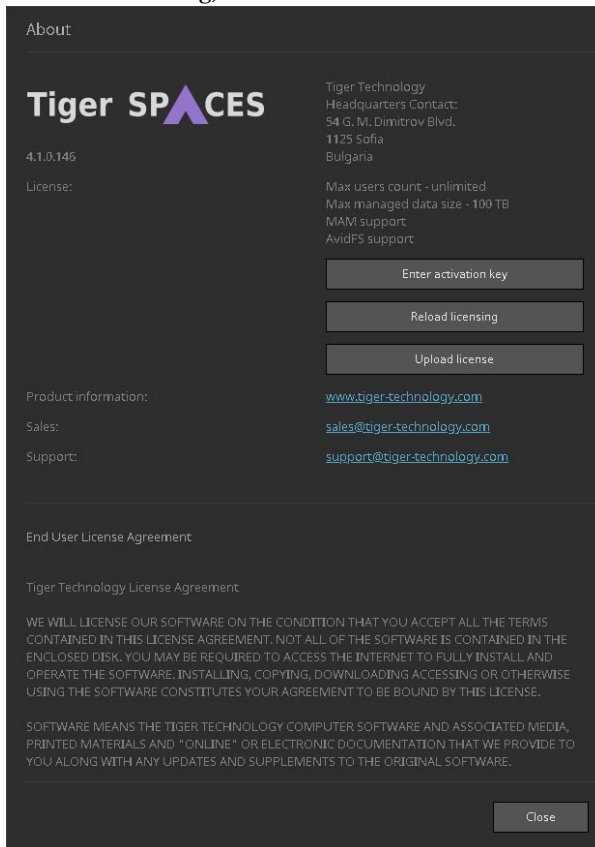 About
Tiger SPACES
Tiger Technology
Headquarters Contact:
54 G. M. Dimitrov Blvd.
1125 Sofia
4.1.0.146
Bulgaria
License:
Max users count - unlimited
Max managed data size - 100 TB
MAM support
AvidFS support
Enter activation key
Reload licensing
Upload license
Product information:
www.tiger-technology.com
Sales:
sales@tiger-technology.com
Support:
support@tiger-technology.com
End User License Agreement
Tiger Technology License Agreement
WE WILL LICENSE OUR SOFTWARE ON THE CONDITION THAT YOU ACCEPT ALL THE TERMS
CONTAINED IN THIS LICENSE AGREEMENT. NOT ALL OF THE SOFTWARE IS CONTAINED IN THE
ENCLOSED DISK. YOU MAY BE REQUIRED TO ACCESS THE INTERNET TO FULLY INSTALL AND
OPERATE THE SOFTWARE. INSTALLING, COPYING, DOWNLOADING ACCESSING OR OTHERWISE
USING THE SOFTWARE CONSTITUTES YOUR AGREEMENT TO BE BOUND BY THIS LICENSE.
SOFTWARE MEANS THE TIGER TECHNOLOGY COMPUTER SOFTWARE AND ASSOCIATED MEDIA,
PRINTED MATERIALS AND "ONLINE" OR ELECTRONIC DOCUMENTATION THAT WE PROVIDE TO
YOU ALONG WITH ANY UPDATES AND SUPPLEMENTS TO THE ORIGINAL SOFTWARE.
Close